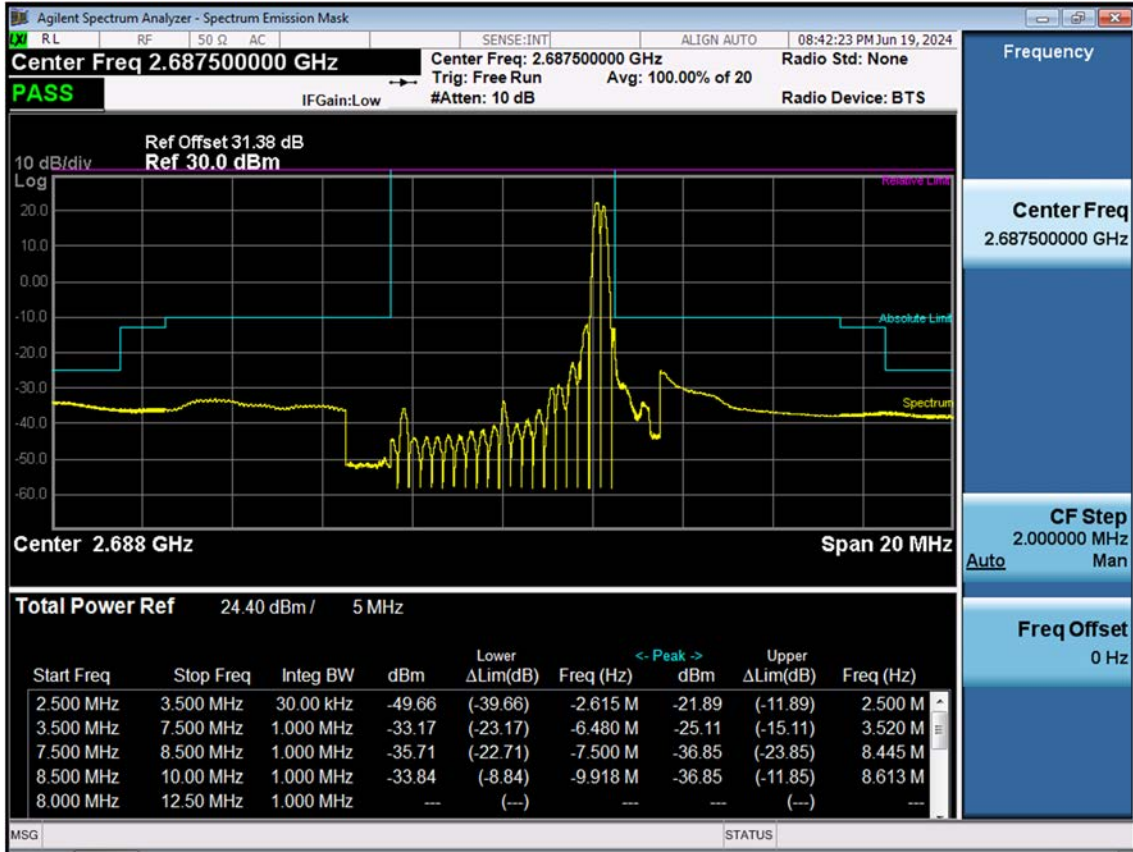 Agilent Spectrum Analyzer - Spectrum Emission Mask
LXI RL RF 50 Ω AC SENSE:INT ALIGN AUTO 08:42:23 PM Jun 19, 2024
Center Freq 2.687500000 GHz Center Freq: 2.687500000 GHz Radio Std: None
Trig: Free Run Avg: 100.00% of 20
PASS IFGain:Low #Atten: 10 dB Radio Device: BTS
Ref Offset 31.38 dB
10 dB/div Ref 30.0 dBm
Log
Relative Limit
20.0
10.0
0.00
-10.0 Absolute Limit
-20.0
-30.0
Spectrum
-40.0
-50.0
-60.0
Center 2.688 GHz Span 20 MHz
Total Power Ref 24.40 dBm / 5 MHz
Lower <- Peak -> Upper
Start Freq Stop Freq Integ BW dBm ΔLim(dB) Freq (Hz) dBm ΔLim(dB) Freq (Hz)
2.500 MHz 3.500 MHz 30.00 kHz -49.66 (-39.66) -2.615 M -21.89 (-11.89) 2.500 M
3.500 MHz 7.500 MHz 1.000 MHz -33.17 (-23.17) -6.480 M -25.11 (-15.11) 3.520 M
7.500 MHz 8.500 MHz 1.000 MHz -35.71 (-22.71) -7.500 M -36.85 (-23.85) 8.445 M
8.500 MHz 10.00 MHz 1.000 MHz -33.84 (-8.84) -9.918 M -36.85 (-11.85) 8.613 M
8.000 MHz 12.50 MHz 1.000 MHz --- (---) --- --- (---) ---
MSG STATUS
Frequency
Center Freq
2.687500000 GHz
CF Step
2.000000 MHz
Auto Man
Freq Offset
0 Hz